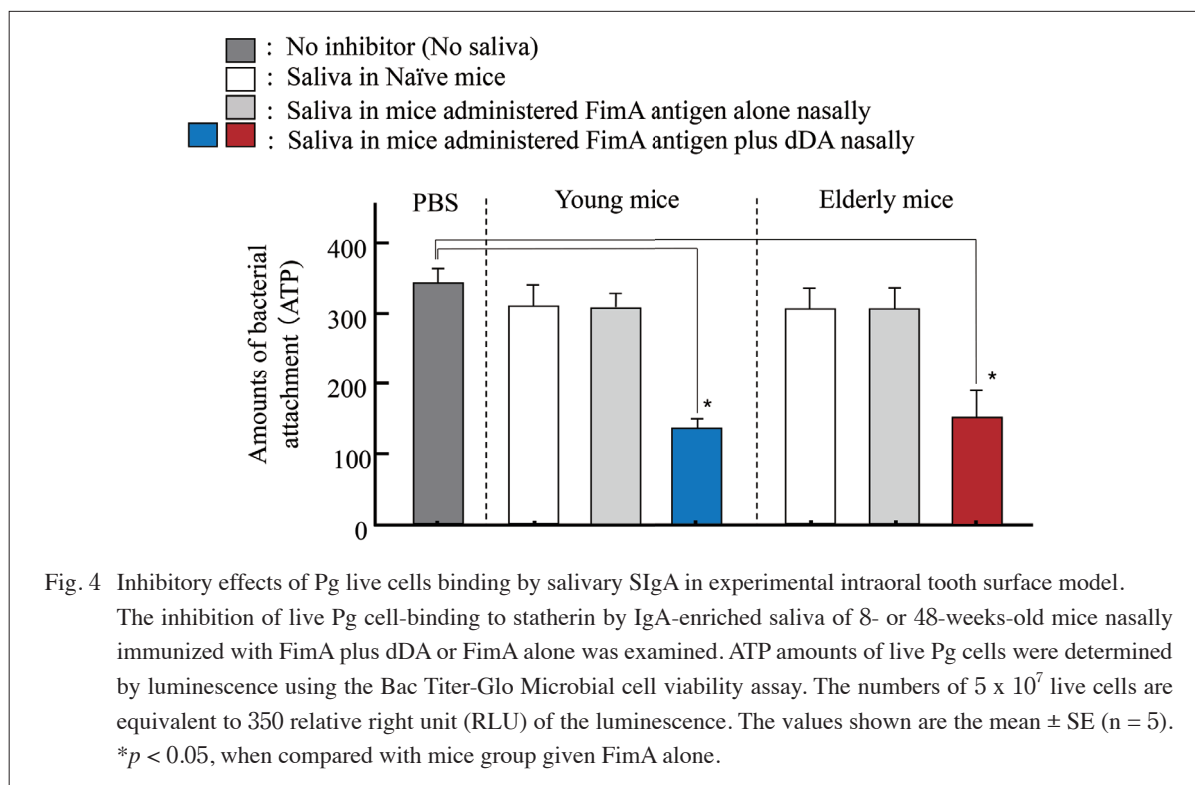 : No inhibitor (No saliva)
: Saliva in Naïve mice
: Saliva in mice administered FimA antigen alone nasally
: Saliva in mice administered FimA antigen plus dDA nasally
PBS
Young mice
Elderly mice
Amounts of bacterial
attachment (ATP)
400
300
200
100
0
*
*
Fig. 4 Inhibitory effects of Pg live cells binding by salivary SIgA in experimental intraoral tooth surface model.
The inhibition of live Pg cell-binding to statherin by IgA-enriched saliva of 8- or 48-weeks-old mice nasally
immunized with FimA plus dDA or FimA alone was examined. ATP amounts of live Pg cells were determined
by luminescence using the Bac Titer-Glo Microbial cell viability assay. The numbers of 5 x 10⁷ live cells are
equivalent to 350 relative right unit (RLU) of the luminescence. The values shown are the mean ± SE (n = 5).
*p < 0.05, when compared with mice group given FimA alone.